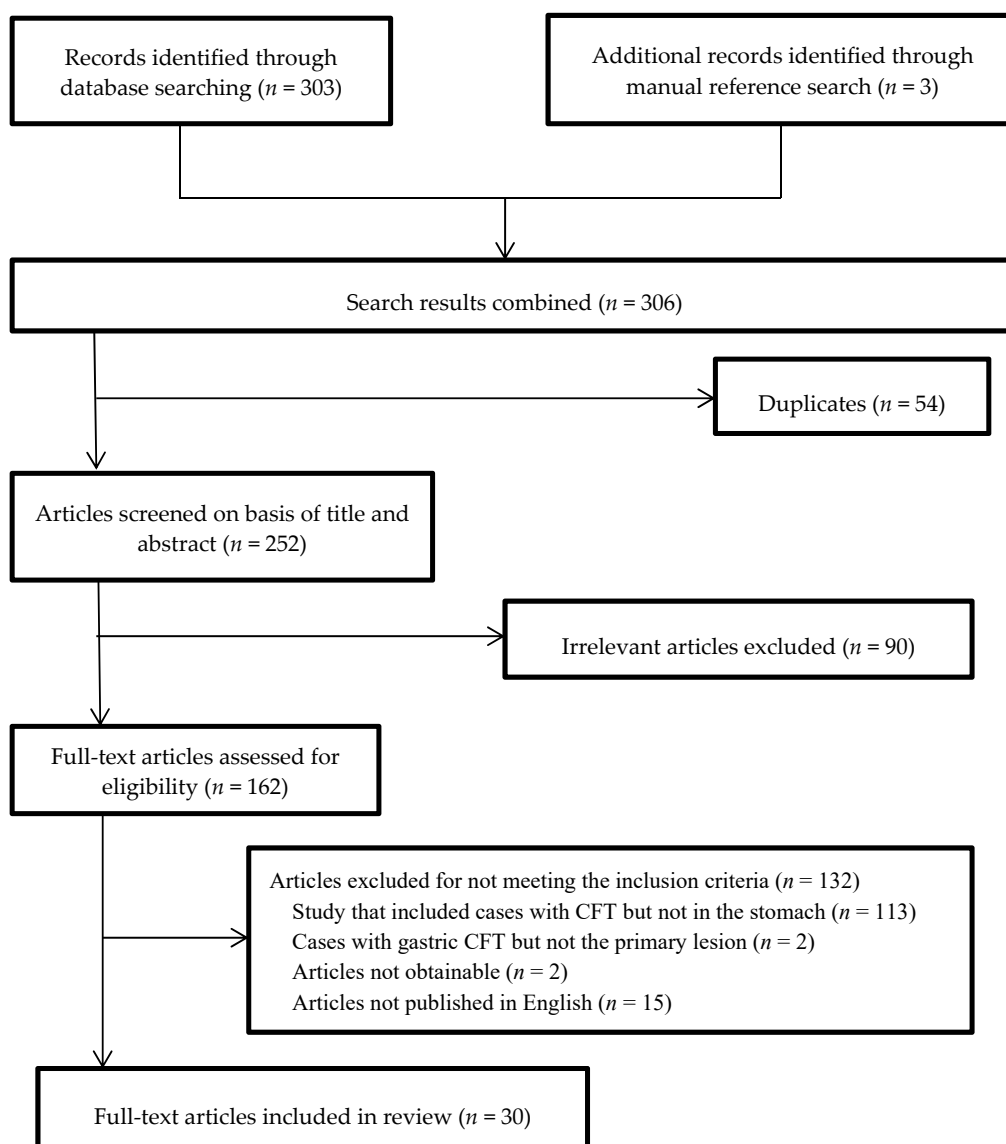 Records identified through
database searching (n = 303)
Additional records identified through
manual reference search (n = 3)
Search results combined (n = 306)
Duplicates (n = 54)
Articles screened on basis of title and
abstract (n = 252)
Irrelevant articles excluded (n = 90)
Full-text articles assessed for
eligibility (n = 162)
Articles excluded for not meeting the inclusion criteria (n = 132)
Study that included cases with CFT but not in the stomach (n = 113)
Cases with gastric CFT but not the primary lesion (n = 2)
Articles not obtainable (n = 2)
Articles not published in English (n = 15)
Full-text articles included in review (n = 30)